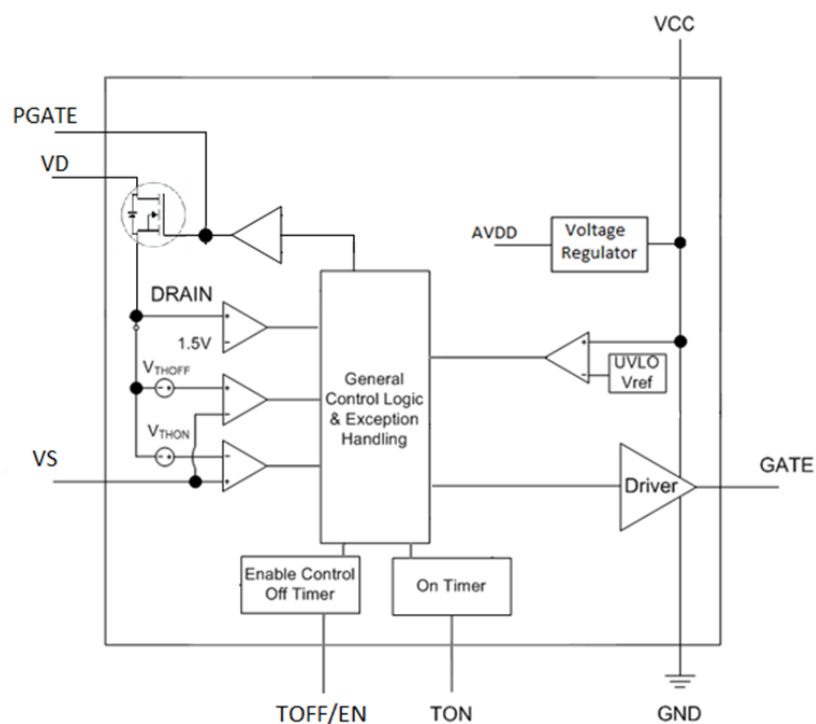 VCC
PGATE
VD
AVDD
Voltage
Regulator
DRAIN
1.5V
+
-
VTHOFF
- +
+
-
VTHON
- +
-
+
VS
General
Control Logic
& Exception
Handling
+
-
UVLO
Vref
Driver
GATE
Enable Control
Off Timer
On Timer
TOFF/EN
TON
GND